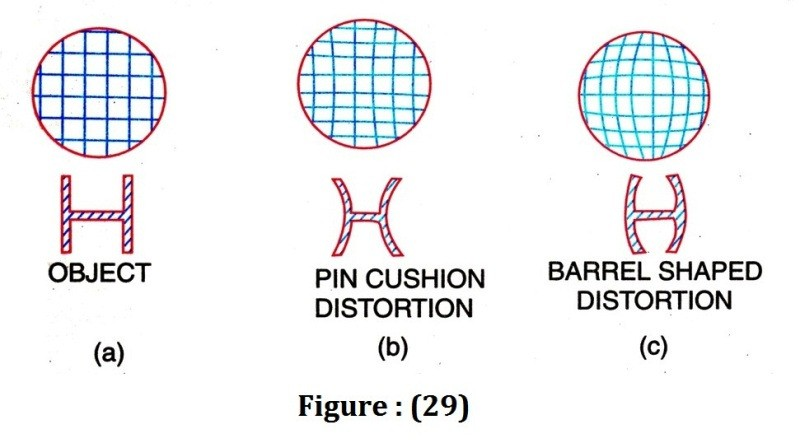 OBJECT
PIN CUSHION
DISTORTION
BARREL SHAPED
DISTORTION
(a)
(b)
(c)
Figure : (29)